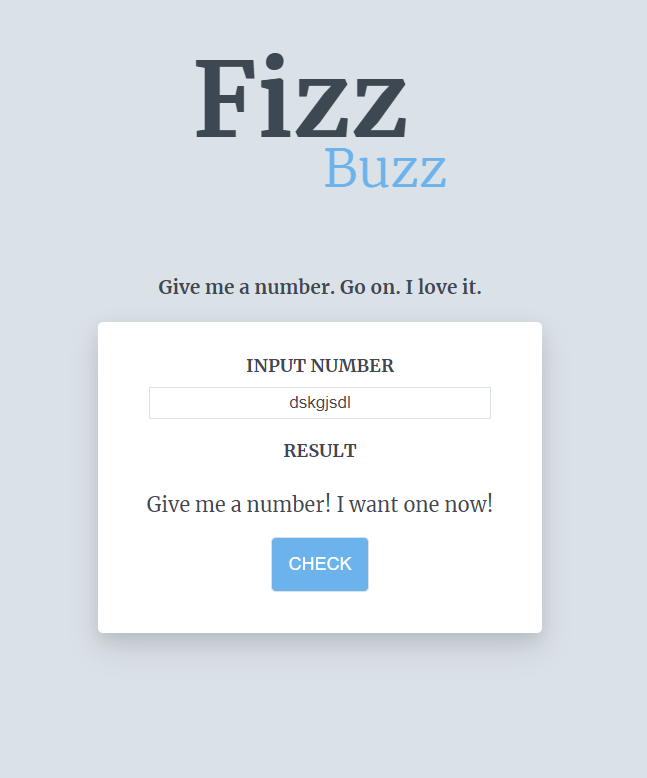 Fizz
Buzz
Give me a number. Go on. I love it.
INPUT NUMBER
dskgjsdl
RESULT
Give me a number! I want one now!
CHECK